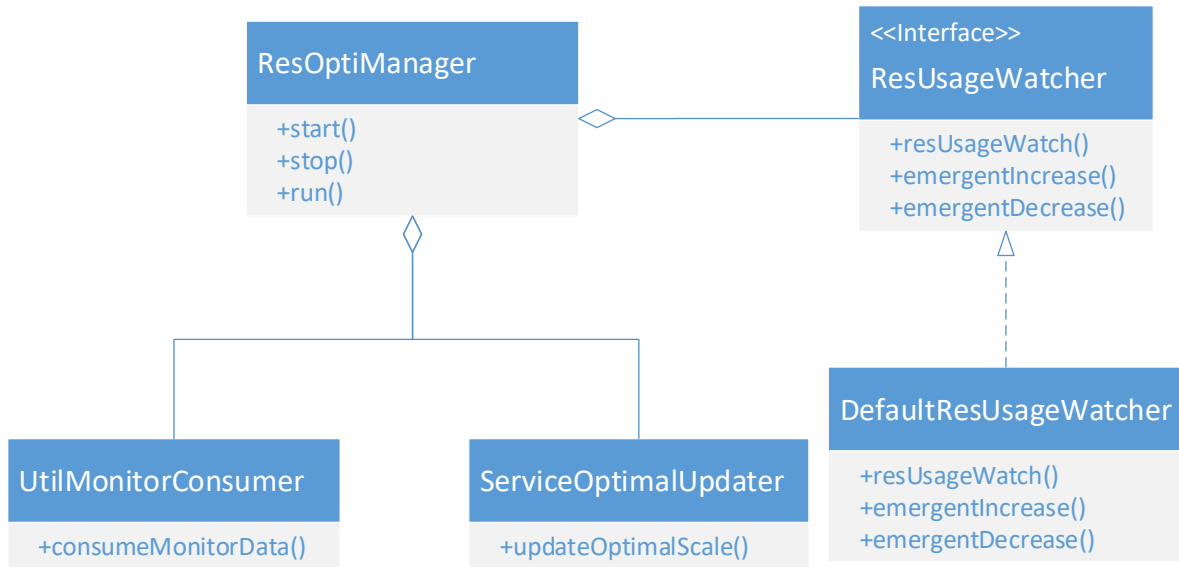 ResOptiManager
+start()
+stop()
+run()
<<Interface>>
ResUsageWatcher
+resUsageWatch()
+emergentIncrease()
+emergentDecrease()
UtilMonitorConsumer
+consumeMonitorData()
ServiceOptimalUpdater
+updateOptimalScale()
DefaultResUsageWatcher
+resUsageWatch()
+emergentIncrease()
+emergentDecrease()